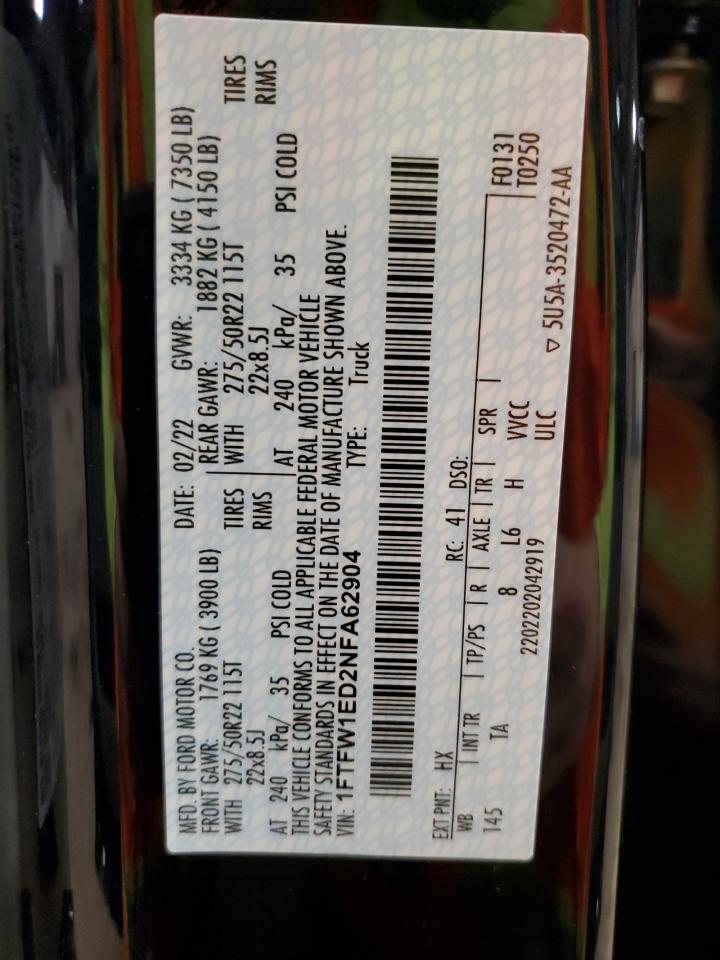 MFD. BY FORD MOTOR CO. DATE: 02/22 GVWR: 3334 KG ( 7350 LB)
FRONT GAWR: 1769 KG ( 3900 LB) REAR GAWR: 1882 KG ( 4150 LB)
WITH 275/50R22 115T TIRES WITH 275/50R22 115T TIRES
22x8.5J RIMS 22x8.5J RIMS
AT 240 kPa/ 35 PSI COLD AT 240 kPa/ 35 PSI COLD
THIS VEHICLE CONFORMS TO ALL APPLICABLE FEDERAL MOTOR VEHICLE
SAFETY STANDARDS IN EFFECT ON THE DATE OF MANUFACTURE SHOWN ABOVE.
VIN: 1FTFW1ED2NFA62904 TYPE: Truck
EXT PNT: HX RC: 41 DSO: F0131
WB INT TR TP/PS R AXLE TR SPR T0250
145 TA 8 L6 H VVCC
2202202042919 ULC ▽ 5U5A-3520472-AA